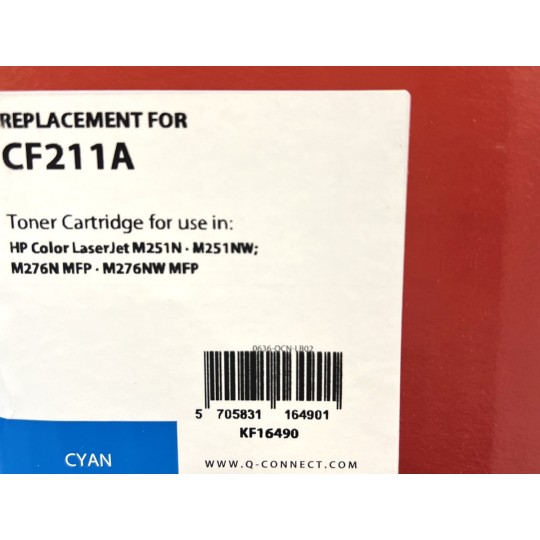 REPLACEMENT FOR
CF211A
Toner Cartridge for use in:
HP Color LaserJet M251N · M251NW;
M276N MFP · M276NW MFP
0636-QCN-LB02
5 705831 164901
KF16490
CYAN
WWW.Q-CONNECT.COM